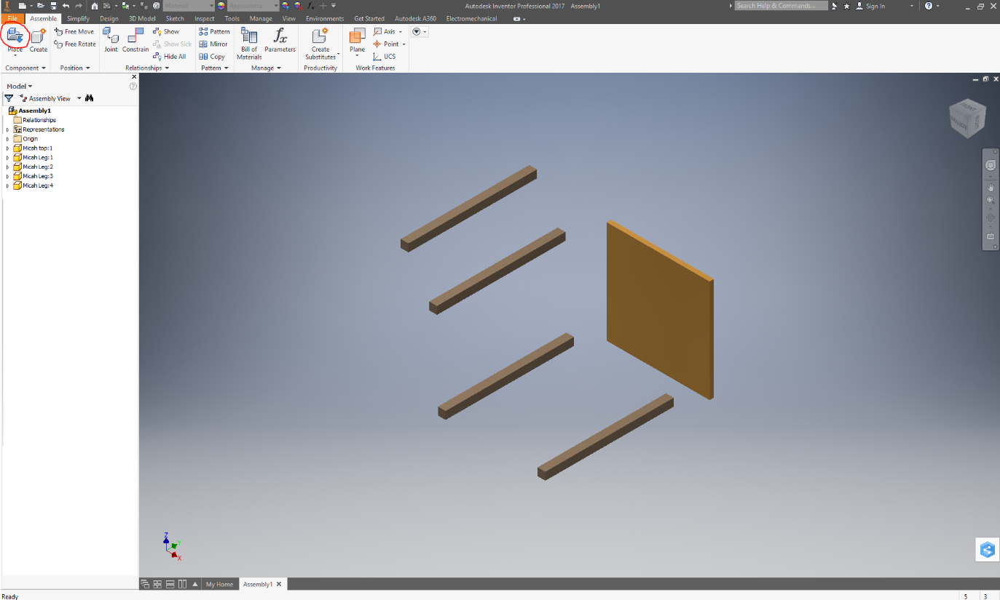 Material
Appearance
Autodesk Inventor Professional 2017 Assembly1
Search Help & Commands...
Sign In
PRO
File Assemble Simplify Design 3D Model Sketch Inspect Tools Manage View Environments Get Started Autodesk A360 Electromechanical
Place Create
Free Move
Free Rotate
Joint Constrain
Show
Show Sick
Hide All
Pattern
Mirror
Copy
Bill of
Materials
fx
Parameters
Create
Substitutes
Plane
Axis
Point
UCS
Component Position Relationships Pattern Manage Productivity Work Features
Model
Assembly View
Assembly1
Relationships
Representations
Origin
Micah top:1
Micah Leg:1
Micah Leg:2
Micah Leg:3
Micah Leg:4
FRONT
BOTTOM
Z
Y
X
My Home Assembly1
Ready 5 3